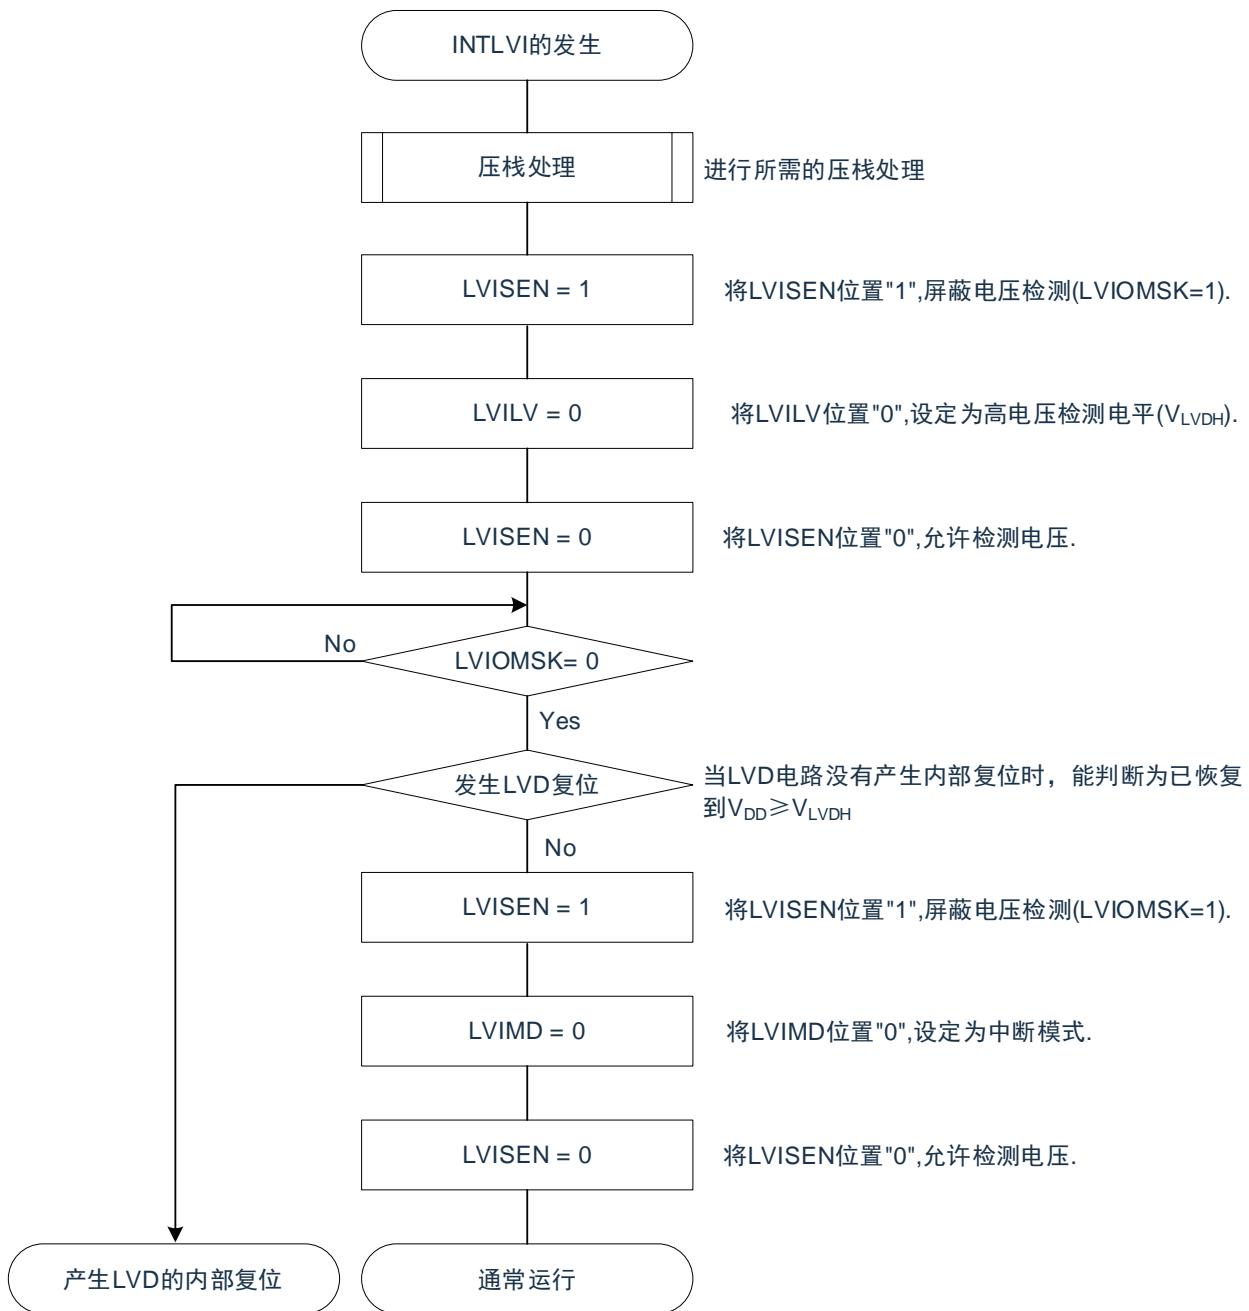 INTLVI的发生
压栈处理
进行所需的压栈处理
LVISEN = 1
将LVISEN位置"1",屏蔽电压检测(LVIOMSK=1).
LVILV = 0
将LVILV位置"0",设定为高电压检测电平(VLVDH).
LVISEN = 0
将LVISEN位置"0",允许检测电压.
No
LVIOMSK= 0
Yes
发生LVD复位
当LVD电路没有产生内部复位时，能判断为已恢复
到VDD≥VLVDH
No
LVISEN = 1
将LVISEN位置"1",屏蔽电压检测(LVIOMSK=1).
LVIMD = 0
将LVIMD位置"0",设定为中断模式.
LVISEN = 0
将LVISEN位置"0",允许检测电压.
产生LVD的内部复位
通常运行